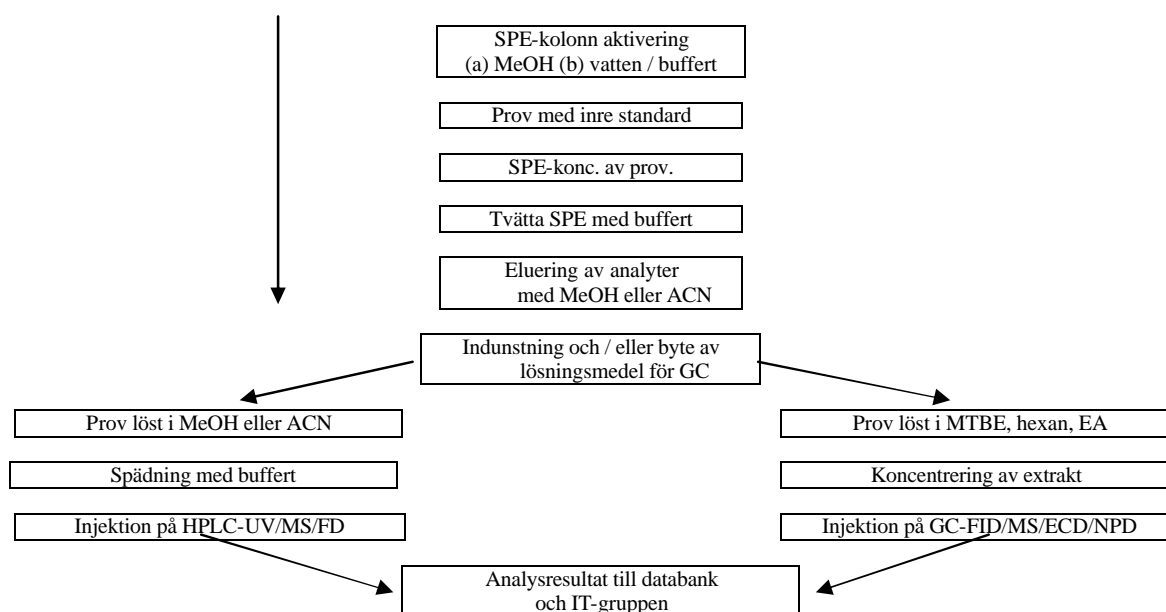 SPE-kolonn aktivering
(a) MeOH (b) vatten / buffert
Prov med inre standard
SPE-konc. av prov.
Tvätta SPE med buffert
Eluering av analyter
med MeOH eller ACN
Indunstning och / eller byte av
lösningsmedel för GC
Prov löst i MeOH eller ACN
Spädning med buffert
Injektion på HPLC-UV/MS/FD
Prov löst i MTBE, hexan, EA
Koncentrering av extrakt
Injektion på GC-FID/MS/ECD/NPD
Analysresultat till databank
och IT-gruppen